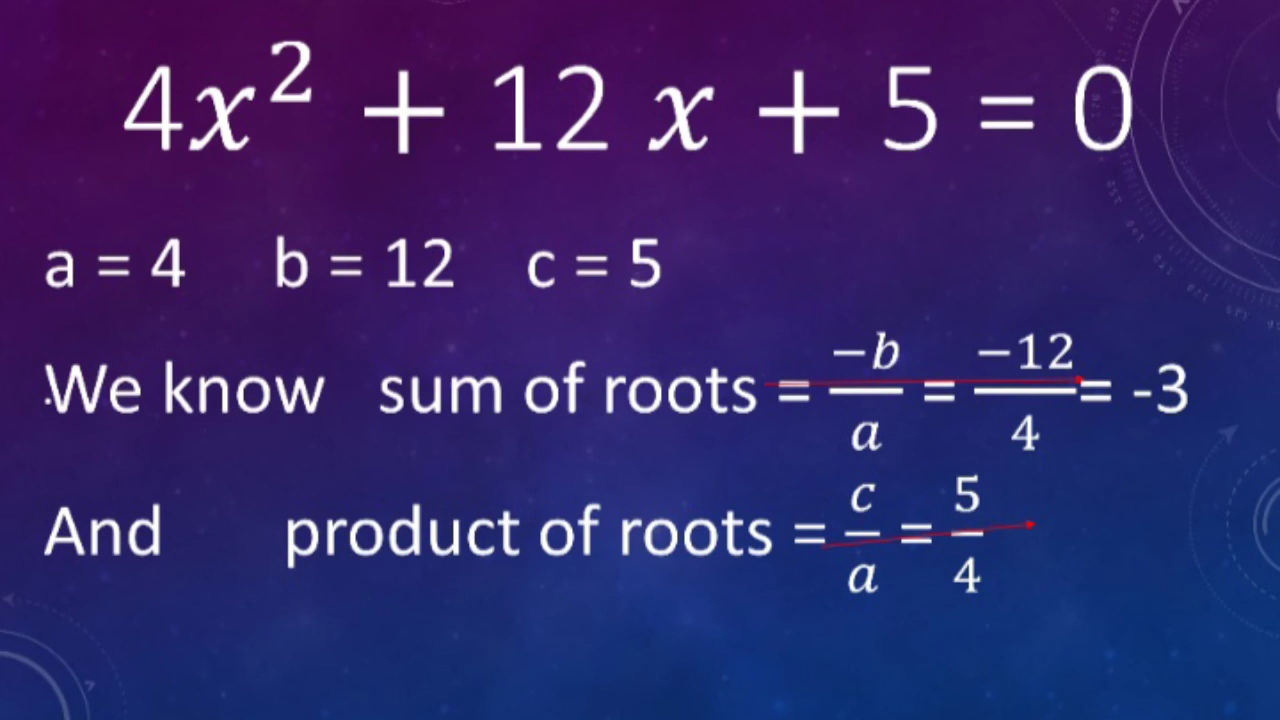 4x² + 12 x + 5 = 0
a = 4 b = 12 c = 5
We know sum of roots = −b/a = −12/4 = -3
And product of roots = c/a = 5/4